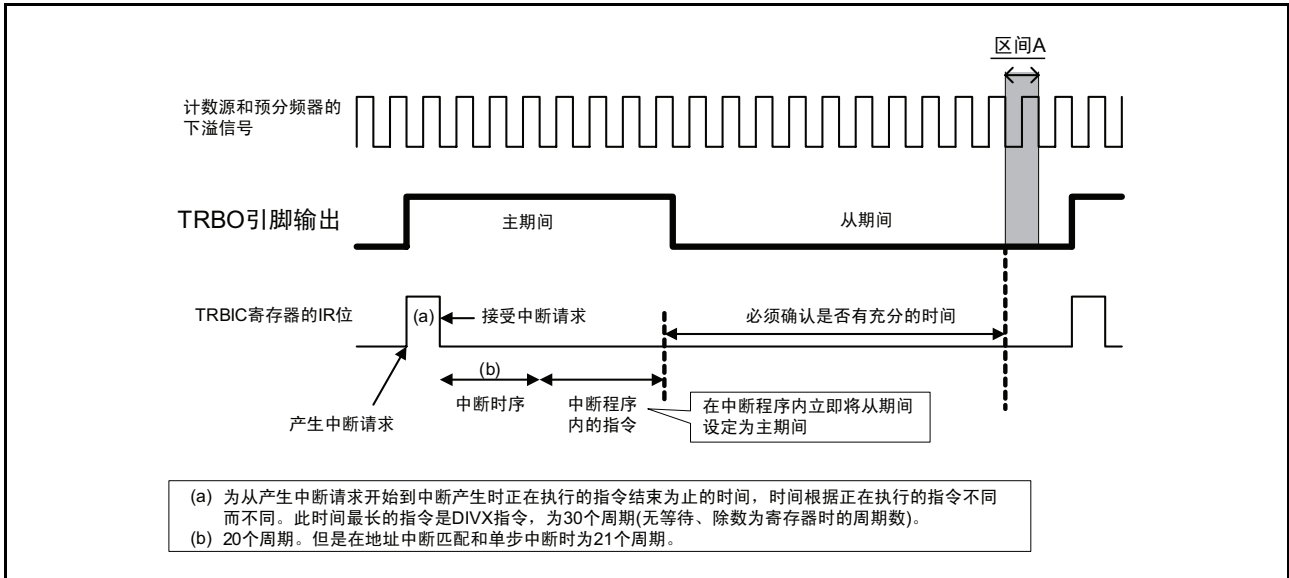 区间A
计数源和预分频器的
下溢信号
TRBO引脚输出
主期间
从期间
TRBIC寄存器的IR位
(a)
接受中断请求
必须确认是否有充分的时间
(b)
中断时序
中断程序
内的指令
在中断程序内立即将从期间
设定为主期间
产生中断请求
(a) 为从产生中断请求开始到中断产生时正在执行的指令结束为止的时间，时间根据正在执行的指令不同
而不同。此时间最长的指令是DIVX指令，为30个周期(无等待、除数为寄存器时的周期数)。
(b) 20个周期。但是在地址中断匹配和单步中断时为21个周期。